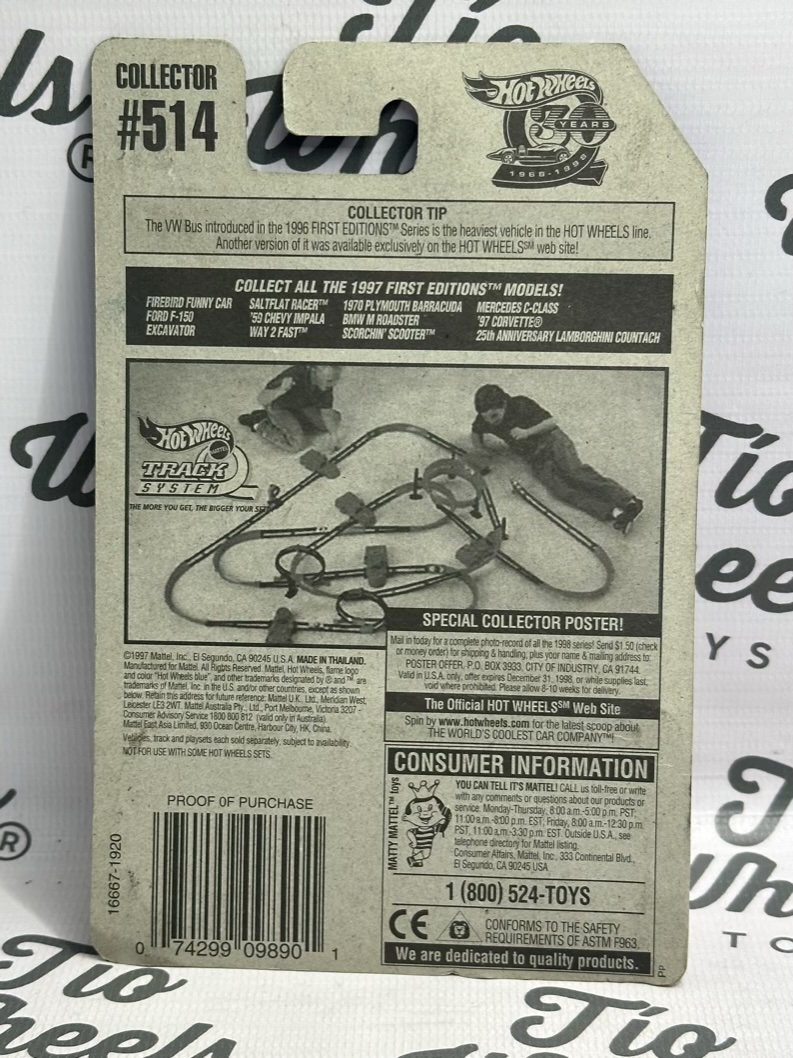 COLLECTOR
#514
HOT WHEELS
30
YEARS
1968-1998
COLLECTOR TIP
The VW Bus introduced in the 1996 FIRST EDITIONS™ Series is the heaviest vehicle in the HOT WHEELS line.
Another version of it was available exclusively on the HOT WHEELS℠ web site!
COLLECT ALL THE 1997 FIRST EDITIONS™ MODELS!
FIREBIRD FUNNY CAR SALTFLAT RACER™ 1970 PLYMOUTH BARRACUDA MERCEDES C-CLASS
FORD F-150 '59 CHEVY IMPALA BMW M ROADSTER '97 CORVETTE®
EXCAVATOR WAY 2 FAST™ SCORCHIN' SCOOTER™ 25th ANNIVERSARY LAMBORGHINI COUNTACH
HOT WHEELS
MATTEL
TRACK
SYSTEM
THE MORE YOU GET, THE BIGGER YOUR SET
SPECIAL COLLECTOR POSTER!
Mail in today for a complete photo-record of all the 1998 series! Send $1.50 (check
or money order) for shipping & handling, plus your name & mailing address to:
POSTER OFFER, P.O. BOX 3933, CITY OF INDUSTRY, CA 91744.
Valid in U.S.A. only, offer expires December 31, 1998, or while supplies last,
void where prohibited. Please allow 8-10 weeks for delivery.
The Official HOT WHEELS℠ Web Site
Spin by www.hotwheels.com for the latest scoop about
THE WORLD'S COOLEST CAR COMPANY™!
©1997 Mattel, Inc., El Segundo, CA 90245 U.S.A. MADE IN THAILAND.
Manufactured for Mattel. All Rights Reserved. Mattel, Hot Wheels, flame logo
and color "Hot Wheels blue", and other trademarks designated by ® and ™ are
trademarks of Mattel, Inc. in the U.S. and/or other countries, except as shown
below. Retain this address for future reference: Mattel U.K. Ltd., Meridian West,
Leicester LE3 2WT. Mattel Australia Pty., Ltd., Port Melbourne, Victoria 3207 -
Consumer Advisory Service 1800 800 812 (valid only in Australia).
Mattel East Asia Limited, 930 Ocean Centre, Harbour City, HK, China.
Vehicles, track and playsets each sold separately, subject to availability.
NOT FOR USE WITH SOME HOT WHEELS SETS.
CONSUMER INFORMATION
MATTY MATTEL™ toys
YOU CAN TELL IT'S MATTEL! CALL us toll-free or write
with any comments or questions about our products or
service. Monday-Thursday, 8:00 a.m.-5:00 p.m. PST,
11:00 a.m.-8:00 p.m. EST; Friday, 8:00 a.m.-12:30 p.m.
PST, 11:00 a.m.-3:30 p.m. EST. Outside U.S.A., see
telephone directory for Mattel listing.
Consumer Affairs, Mattel, Inc., 333 Continental Blvd.,
El Segundo, CA 90245 USA
1 (800) 524-TOYS
CE
CONFORMS TO THE SAFETY
REQUIREMENTS OF ASTM F963.
We are dedicated to quality products.
PP
PROOF OF PURCHASE
16667-1920
0 74299 09890 1
Tio
Wheels
Tio
Wheels
TOYS